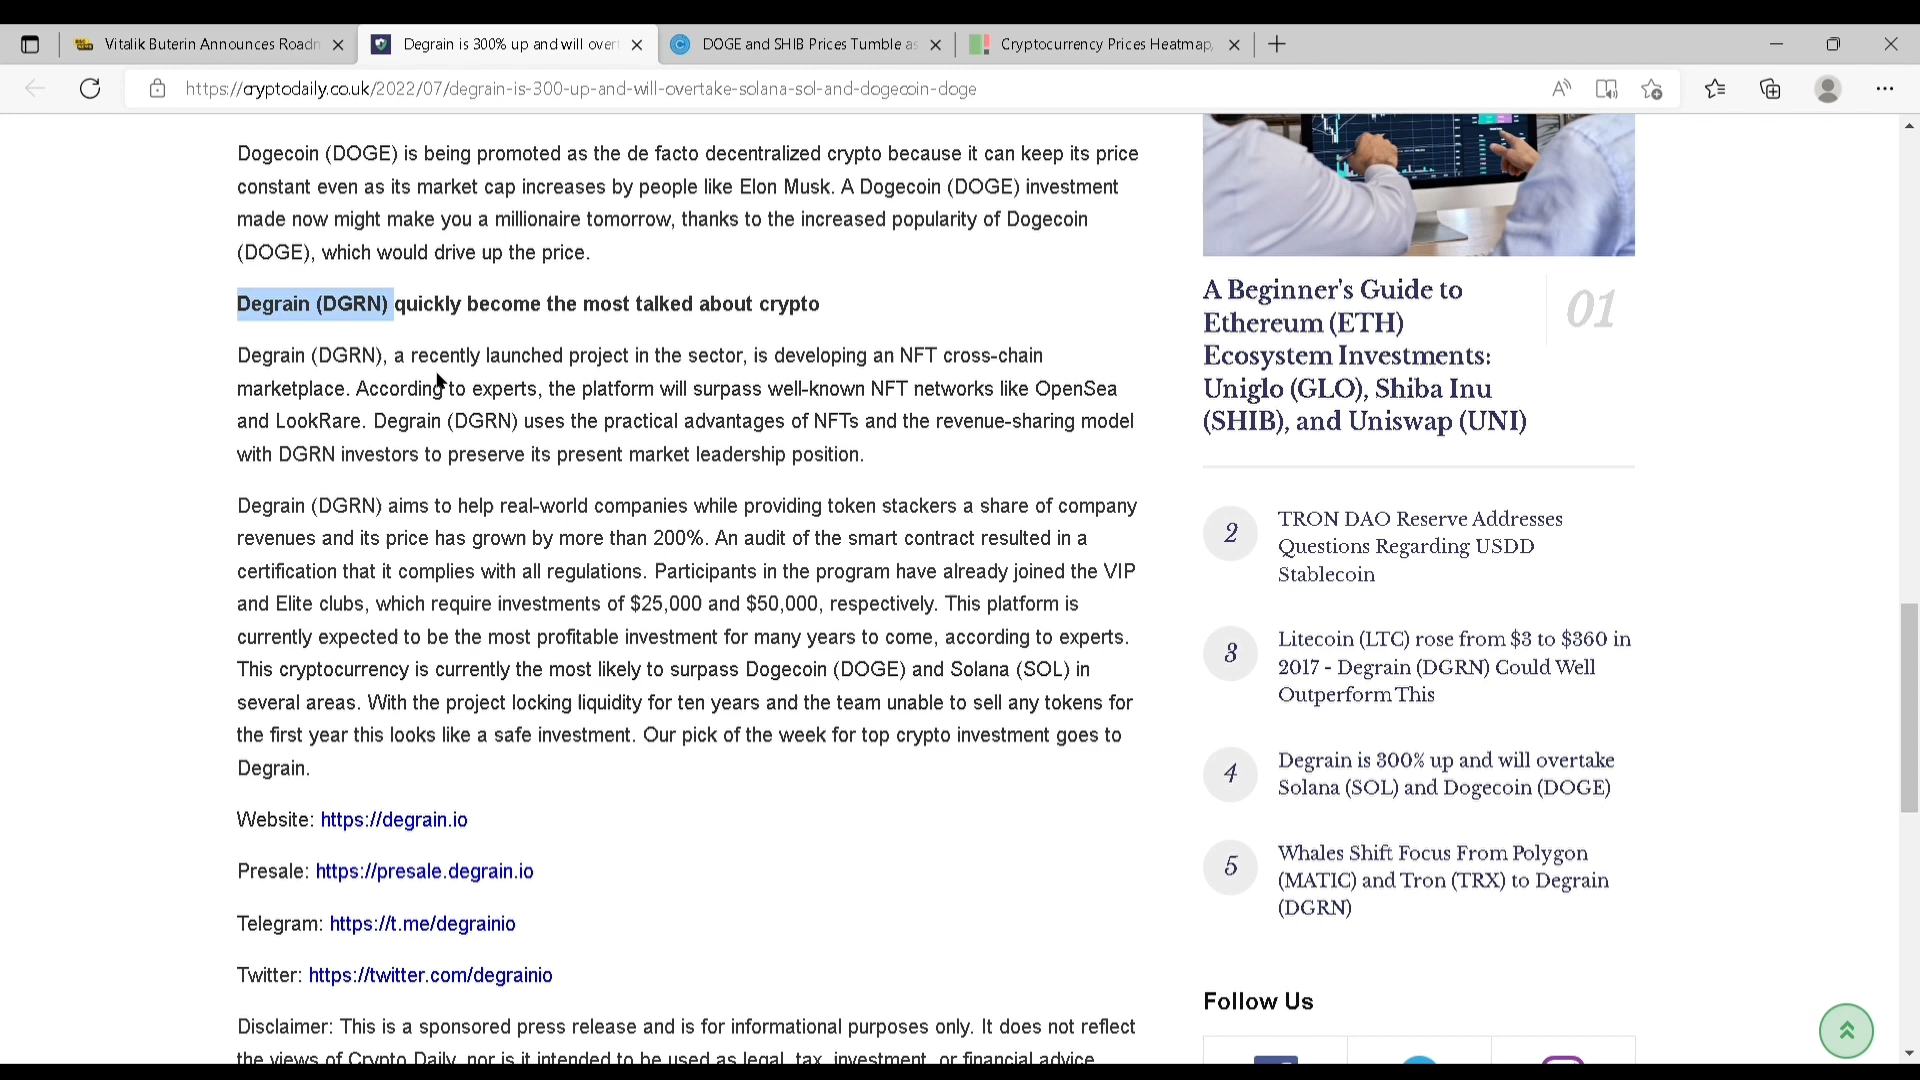 Vitalik Buterin Announces Roadn
Degrain is 300% up and will over
DOGE and SHIB Prices Tumble as
Cryptocurrency Prices Heatmap,
https://cryptodaily.co.uk/2022/07/degrain-is-300-up-and-will-overtake-solana-sol-and-dogecoin-doge
Dogecoin (DOGE) is being promoted as the de facto decentralized crypto because it can keep its price
constant even as its market cap increases by people like Elon Musk. A Dogecoin (DOGE) investment
made now might make you a millionaire tomorrow, thanks to the increased popularity of Dogecoin
(DOGE), which would drive up the price.
Degrain (DGRN) quickly become the most talked about crypto
Degrain (DGRN), a recently launched project in the sector, is developing an NFT cross-chain
marketplace. According to experts, the platform will surpass well-known NFT networks like OpenSea
and LookRare. Degrain (DGRN) uses the practical advantages of NFTs and the revenue-sharing model
with DGRN investors to preserve its present market leadership position.
Degrain (DGRN) aims to help real-world companies while providing token stackers a share of company
revenues and its price has grown by more than 200%. An audit of the smart contract resulted in a
certification that it complies with all regulations. Participants in the program have already joined the VIP
and Elite clubs, which require investments of $25,000 and $50,000, respectively. This platform is
currently expected to be the most profitable investment for many years to come, according to experts.
This cryptocurrency is currently the most likely to surpass Dogecoin (DOGE) and Solana (SOL) in
several areas. With the project locking liquidity for ten years and the team unable to sell any tokens for
the first year this looks like a safe investment. Our pick of the week for top crypto investment goes to
Degrain.
Website: https://degrain.io
Presale: https://presale.degrain.io
Telegram: https://t.me/degrainio
Twitter: https://twitter.com/degrainio
Disclaimer: This is a sponsored press release and is for informational purposes only. It does not reflect
the views of Crypto Daily, nor is it intended to be used as legal, tax, investment, or financial advice.
A Beginner's Guide to
Ethereum (ETH)
Ecosystem Investments:
Uniglo (GLO), Shiba Inu
(SHIB), and Uniswap (UNI)
01
2
TRON DAO Reserve Addresses
Questions Regarding USDD
Stablecoin
3
Litecoin (LTC) rose from $3 to $360 in
2017 - Degrain (DGRN) Could Well
Outperform This
4
Degrain is 300% up and will overtake
Solana (SOL) and Dogecoin (DOGE)
5
Whales Shift Focus From Polygon
(MATIC) and Tron (TRX) to Degrain
(DGRN)
Follow Us